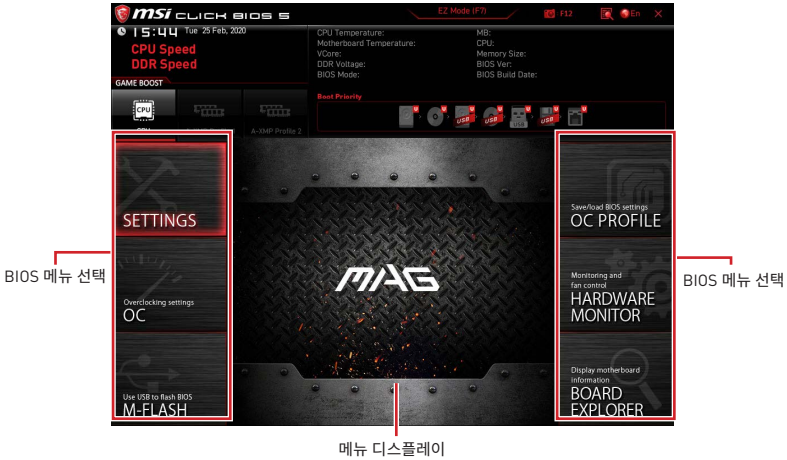 msi CLICK BIOS 5
EZ Mode (F7)
F12
En
15:44 Tue 25 Feb, 2020
CPU Speed
DDR Speed
CPU Temperature:
Motherboard Temperature:
VCore:
DDR Voltage:
BIOS Mode:
MB:
CPU:
Memory Size:
BIOS Ver:
BIOS Build Date:
GAME BOOST
CPU
Boot Priority
U U U U U U U
USB USB USB USB
A-XMP Profile 2
SETTINGS
Overclocking settings
OC
Use USB to flash BIOS
M-FLASH
MAG
Save/load BIOS settings
OC PROFILE
Monitoring and
fan control
HARDWARE
MONITOR
Display motherboard
information
BOARD
EXPLORER
BIOS 메뉴 선택
BIOS 메뉴 선택
메뉴 디스플레이